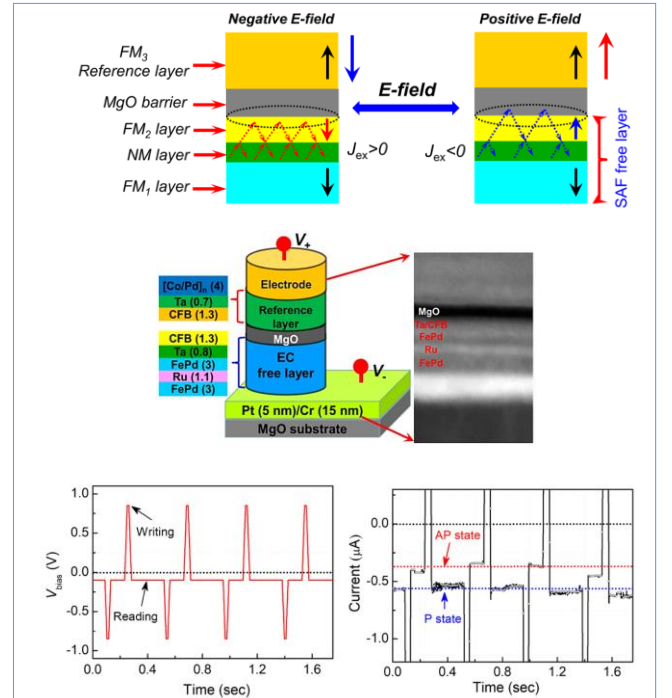 Negative E-field
Positive E-field
FM3
Reference layer
MgO barrier
E-field
FM2 layer
NM layer
Jex>0
Jex<0
FM1 layer
SAF free layer
V+
[Co/Pd]n (4)
Ta (0.7)
CFB (1.3)
Electrode
Reference
layer
MgO
CFB (1.3)
Ta (0.8)
FePd (3)
Ru (1.1)
FePd (3)
EC
free layer
V-
Pt (5 nm)/Cr (15 nm)
MgO substrate
MgO
Ta/CFB
FePd
Ru
FePd
1.0
0.5
0.0
-0.5
-1.0
Vbias (V)
Writing
Reading
0.0 0.4 0.8 1.2 1.6
Time (sec)
0.0
-0.5
-1.0
Current (μA)
AP state
P state
0.0 0.4 0.8 1.2 1.6
Time (sec)